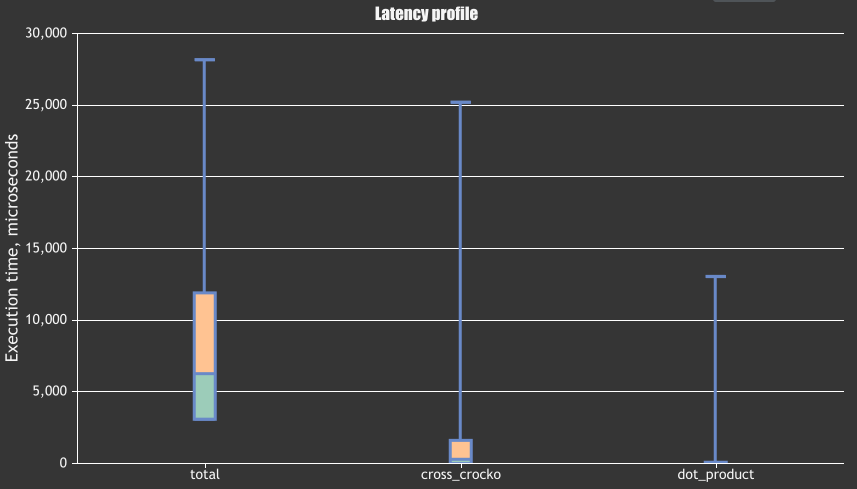 Latency profile
Execution time, microseconds
30,000
25,000
20,000
15,000
10,000
5,000
0
total cross_crocko dot_product